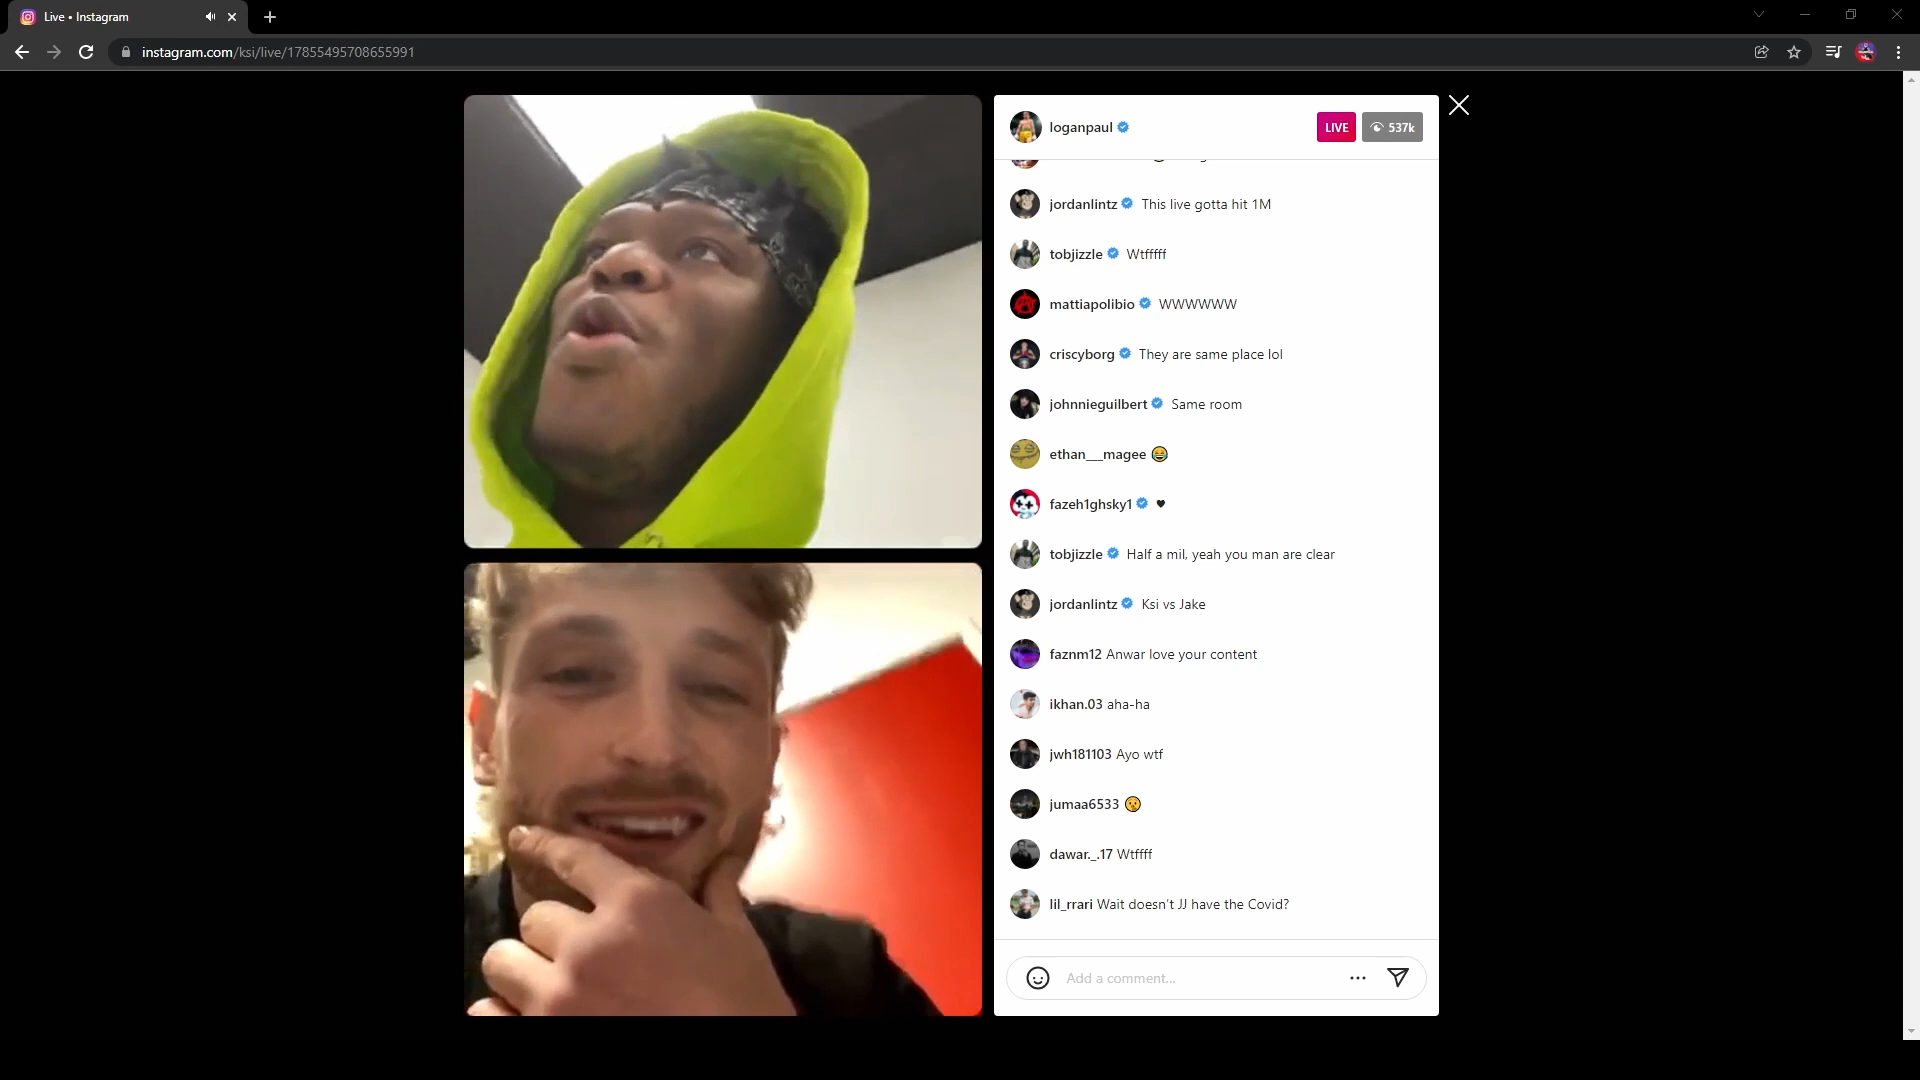 Live • Instagram
instagram.com/ksi/live/17855495708655991
loganpaul
LIVE
537k
jordanlintz This live gotta hit 1M
tobjizzle Wtfffff
mattiapolibio WWWWWW
criscyborg They are same place lol
johnnieguilbert Same room
ethan___magee 😂
fazeh1ghsky1 ♥
tobjizzle Half a mil, yeah you man are clear
jordanlintz Ksi vs Jake
faznm12 Anwar love your content
ikhan.03 aha-ha
jwh181103 Ayo wtf
jumaa6533 🤫
dawar._.17 Wtffff
lil_rrari Wait doesn't JJ have the Covid?
Add a comment...